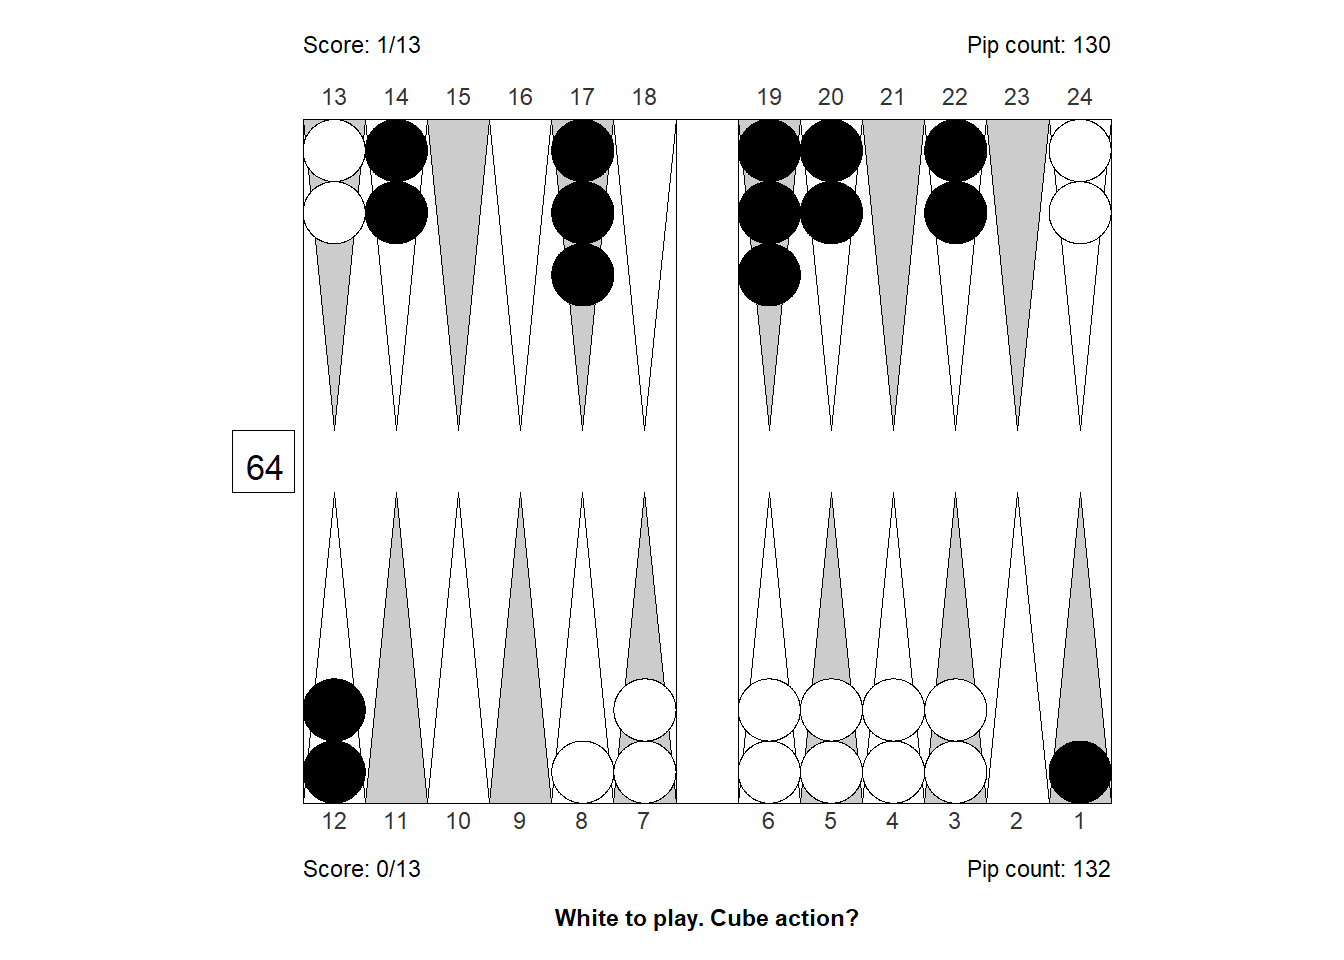 Score: 1/13 Pip count: 130
13 14 15 16 17 18 19 20 21 22 23 24
64
12 11 10 9 8 7 6 5 4 3 2 1
Score: 0/13 Pip count: 132
White to play. Cube action?